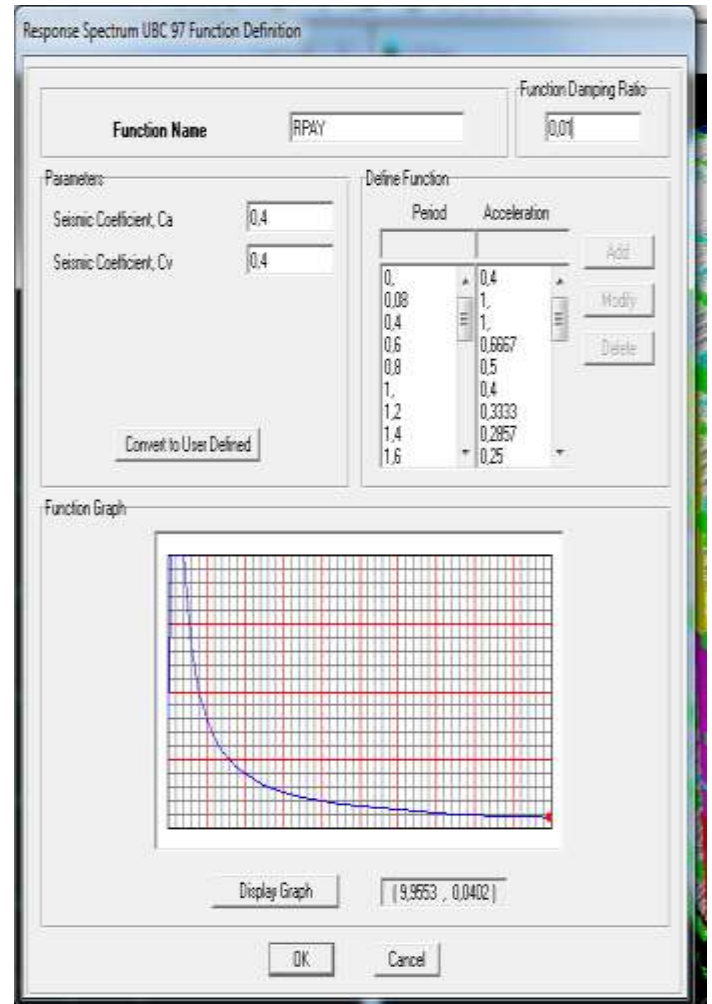 Response Spectrum UBC 97 Function Definition
Function Damping Ratio
Function Name RPAY 0,01
Parameters
Define Function
Seismic Coefficient, Ca 0,4
Seismic Coefficient, Cv 0,4
Period Acceleration
Add
Modify
Delete
0, 0,4
0,08 1,
0,4 1,
0,6 0,6667
0,8 0,5
1, 0,4
1,2 0,3333
1,4 0,2857
1,6 0,25
Convert to User Defined
Function Graph
Display Graph (9,9553 , 0,0402)
OK Cancel